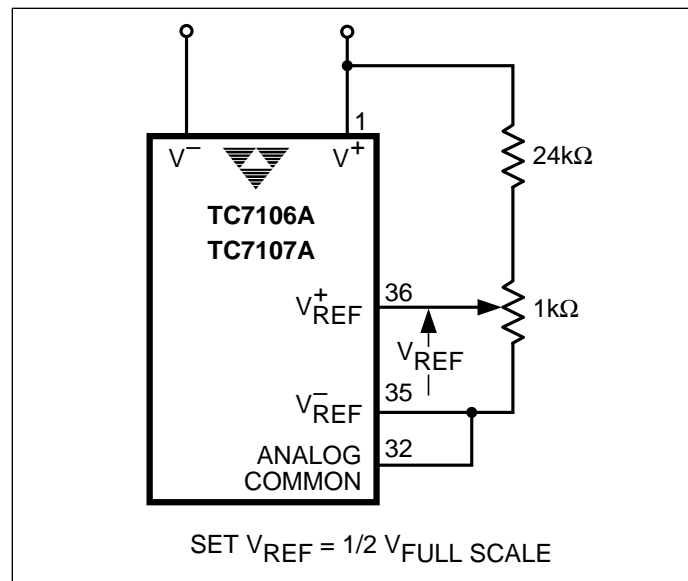 1
V– V+
24kΩ
TC7106A
TC7107A
36
V+REF
1kΩ
VREF
35
V–REF
32
ANALOG
COMMON
SET VREF = 1/2 VFULL SCALE